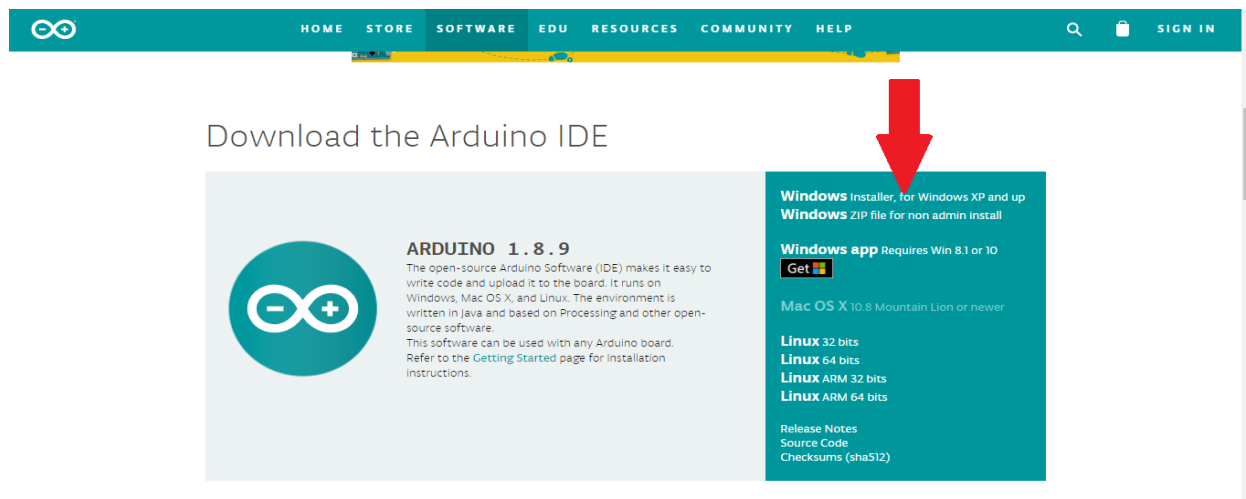 HOME STORE SOFTWARE EDU RESOURCES COMMUNITY HELP SIGN IN
Download the Arduino IDE
ARDUINO 1.8.9
The open-source Arduino Software (IDE) makes it easy to
write code and upload it to the board. It runs on
Windows, Mac OS X, and Linux. The environment is
written in Java and based on Processing and other open-
source software.
This software can be used with any Arduino board.
Refer to the Getting Started page for Installation
instructions.
Windows Installer, for Windows XP and up
Windows ZIP file for non admin install
Windows app Requires Win 8.1 or 10
Get
Mac OS X 10.8 Mountain Lion or newer
Linux 32 bits
Linux 64 bits
Linux ARM 32 bits
Linux ARM 64 bits
Release Notes
Source Code
Checksums (sha512)